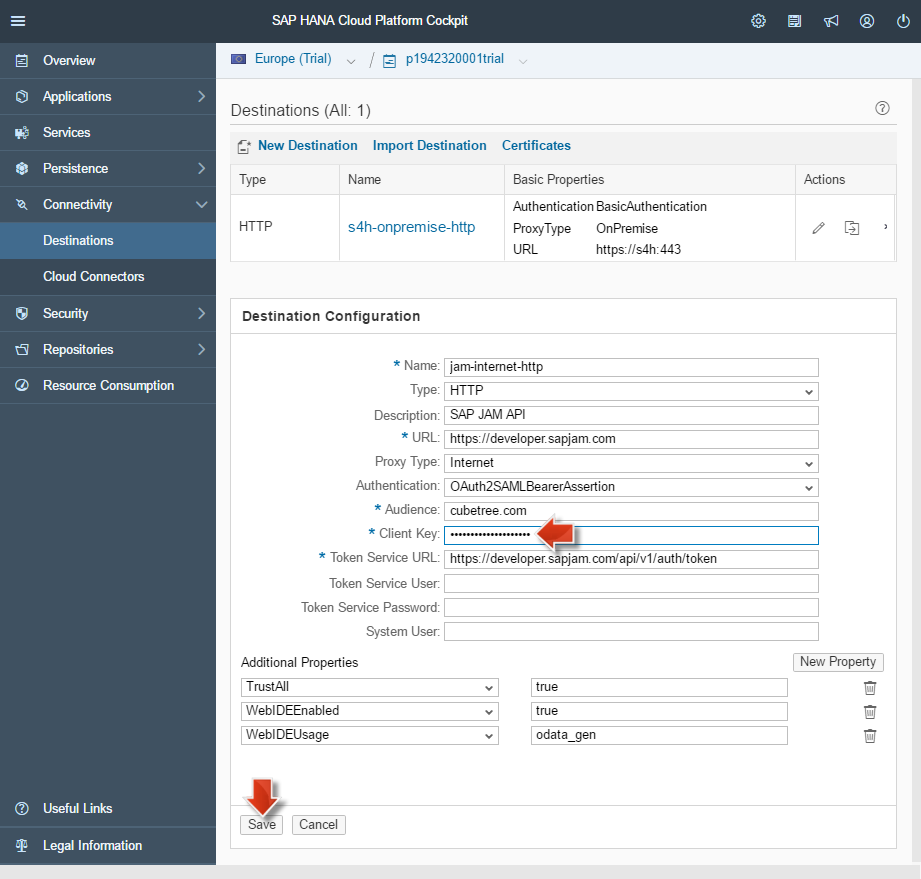 SAP HANA Cloud Platform Cockpit
Overview
Applications
Services
Persistence
Connectivity
Destinations
Cloud Connectors
Security
Repositories
Resource Consumption
Useful Links
Legal Information
Europe (Trial) / p1942320001trial
Destinations (All: 1)
New Destination Import Destination Certificates
Type Name Basic Properties Actions
HTTP s4h-onpremise-http
Authentication BasicAuthentication
ProxyType OnPremise
URL https://s4h:443
Destination Configuration
* Name: jam-internet-http
Type: HTTP
Description: SAP JAM API
* URL: https://developer.sapjam.com
Proxy Type: Internet
Authentication: OAuth2SAMLBearerAssertion
* Audience: cubetree.com
* Client Key: ••••••••••••••••••••
* Token Service URL: https://developer.sapjam.com/api/v1/auth/token
Token Service User:
Token Service Password:
System User:
Additional Properties New Property
TrustAll true
WebIDEEnabled true
WebIDEUsage odata_gen
Save Cancel